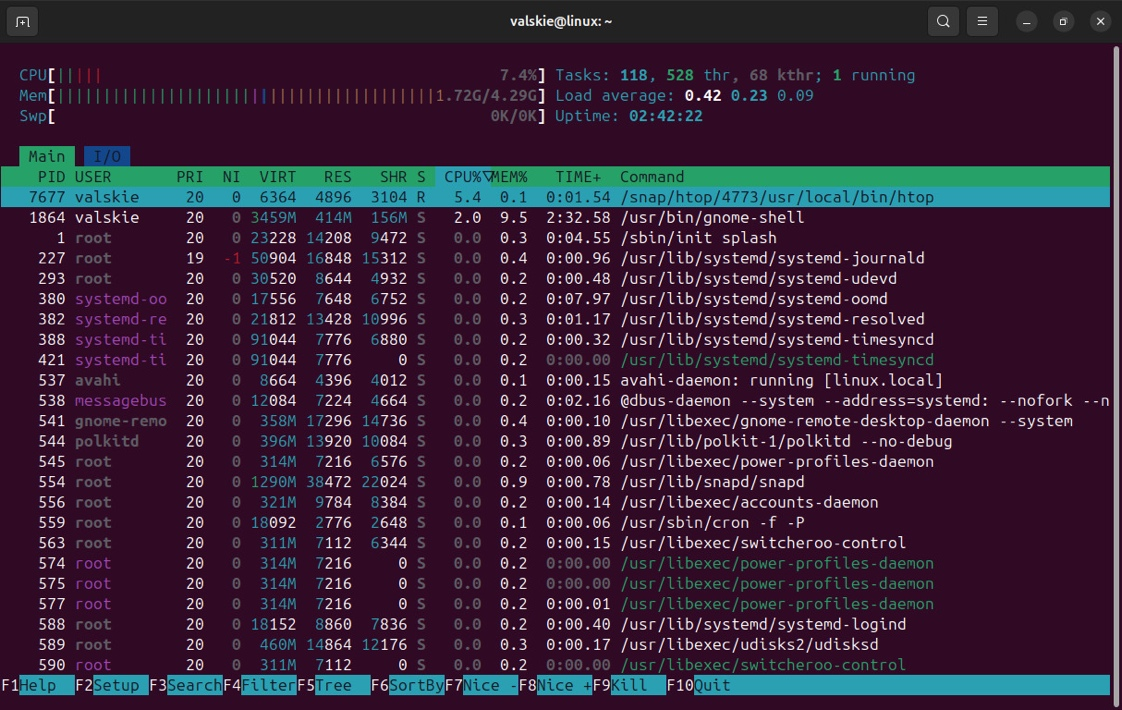 valskie@linux: ~
CPU[||||| 7.4%] Tasks: 118, 528 thr, 68 kthr; 1 running
Mem[||||||||||||||||||||||||||||||||||||||||||1.72G/4.29G] Load average: 0.42 0.23 0.09
Swp[ 0K/0K] Uptime: 02:42:22
Main I/O
PID USER PRI NI VIRT RES SHR S CPU%▽MEM% TIME+ Command
7677 valskie 20 0 6364 4896 3104 R 5.4 0.1 0:01.54 /snap/htop/4773/usr/local/bin/htop
1864 valskie 20 0 3459M 414M 156M S 2.0 9.5 2:32.58 /usr/bin/gnome-shell
1 root 20 0 23228 14208 9472 S 0.0 0.3 0:04.55 /sbin/init splash
227 root 19 -1 50904 16848 15312 S 0.0 0.4 0:00.96 /usr/lib/systemd/systemd-journald
293 root 20 0 30520 8644 4932 S 0.0 0.2 0:00.48 /usr/lib/systemd/systemd-udevd
380 systemd-oo 20 0 17556 7648 6752 S 0.0 0.2 0:07.97 /usr/lib/systemd/systemd-oomd
382 systemd-re 20 0 21812 13428 10996 S 0.0 0.3 0:01.17 /usr/lib/systemd/systemd-resolved
388 systemd-ti 20 0 91044 7776 6880 S 0.0 0.2 0:00.32 /usr/lib/systemd/systemd-timesyncd
421 systemd-ti 20 0 91044 7776 0 S 0.0 0.2 0:00.00 /usr/lib/systemd/systemd-timesyncd
537 avahi 20 0 8664 4396 4012 S 0.0 0.1 0:00.15 avahi-daemon: running [linux.local]
538 messagebus 20 0 12084 7224 4664 S 0.0 0.2 0:02.16 @dbus-daemon --system --address=systemd: --nofork --n
541 gnome-remo 20 0 358M 17296 14736 S 0.0 0.4 0:00.10 /usr/libexec/gnome-remote-desktop-daemon --system
544 polkitd 20 0 396M 13920 10084 S 0.0 0.3 0:00.89 /usr/lib/polkit-1/polkitd --no-debug
545 root 20 0 314M 7216 6576 S 0.0 0.2 0:00.06 /usr/libexec/power-profiles-daemon
554 root 20 0 1290M 38472 22024 S 0.0 0.9 0:00.78 /usr/lib/snapd/snapd
556 root 20 0 321M 9784 8384 S 0.0 0.2 0:00.14 /usr/libexec/accounts-daemon
559 root 20 0 18092 2776 2648 S 0.0 0.1 0:00.06 /usr/sbin/cron -f -P
563 root 20 0 311M 7112 6344 S 0.0 0.2 0:00.15 /usr/libexec/switcheroo-control
574 root 20 0 314M 7216 0 S 0.0 0.2 0:00.00 /usr/libexec/power-profiles-daemon
575 root 20 0 314M 7216 0 S 0.0 0.2 0:00.00 /usr/libexec/power-profiles-daemon
577 root 20 0 314M 7216 0 S 0.0 0.2 0:00.01 /usr/libexec/power-profiles-daemon
588 root 20 0 18152 8860 7836 S 0.0 0.2 0:00.40 /usr/lib/systemd/systemd-logind
589 root 20 0 460M 14864 12176 S 0.0 0.3 0:00.17 /usr/libexec/udisks2/udisksd
590 root 20 0 311M 7112 0 S 0.0 0.2 0:00.00 /usr/libexec/switcheroo-control
F1Help F2Setup F3SearchF4FilterF5Tree F6SortByF7Nice -F8Nice +F9Kill F10Quit